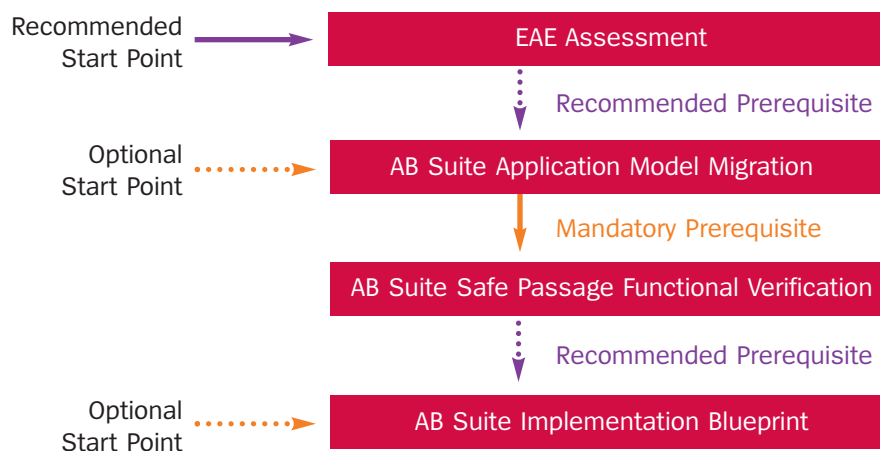 Recommended
Start Point
EAE Assessment
Recommended Prerequisite
Optional
Start Point
AB Suite Application Model Migration
Mandatory Prerequisite
AB Suite Safe Passage Functional Verification
Recommended Prerequisite
Optional
Start Point
AB Suite Implementation Blueprint